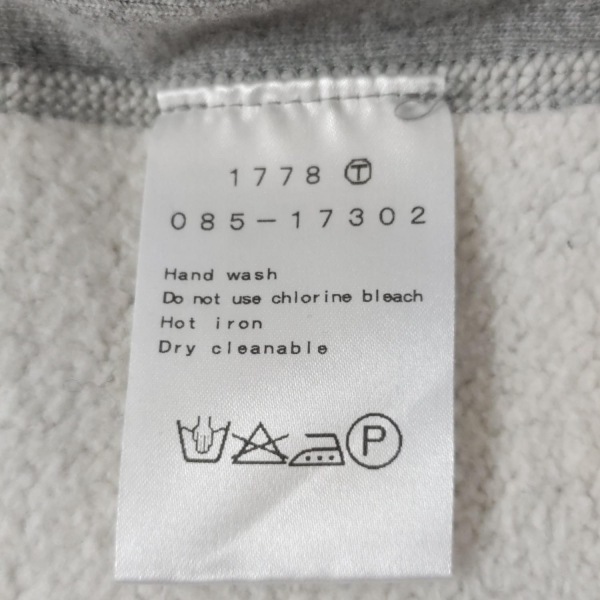 1778 Ⓣ
085-17302
Hand wash
Do not use chlorine bleach
Hot iron
Dry cleanable
P